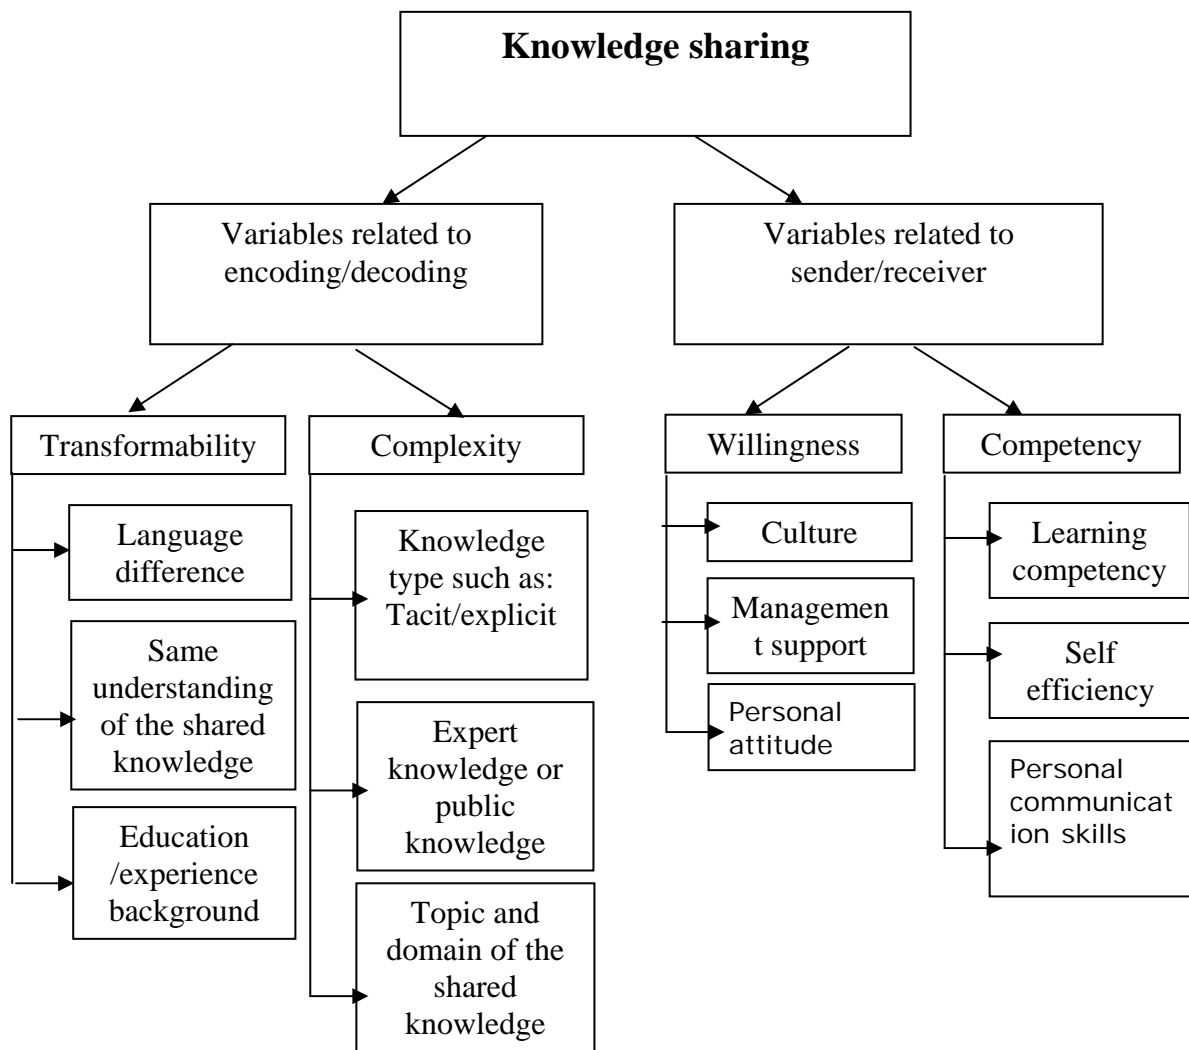 Knowledge sharing
Variables related to
encoding/decoding
Variables related to
sender/receiver
Transformability
Complexity
Willingness
Competency
Language
difference
Same
understanding
of the shared
knowledge
Education
/experience
background
Knowledge
type such as:
Tacit/explicit
Expert
knowledge or
public
knowledge
Topic and
domain of the
shared
knowledge
Culture
Managemen
t support
Personal
attitude
Learning
competency
Self
efficiency
Personal
communicat
ion skills